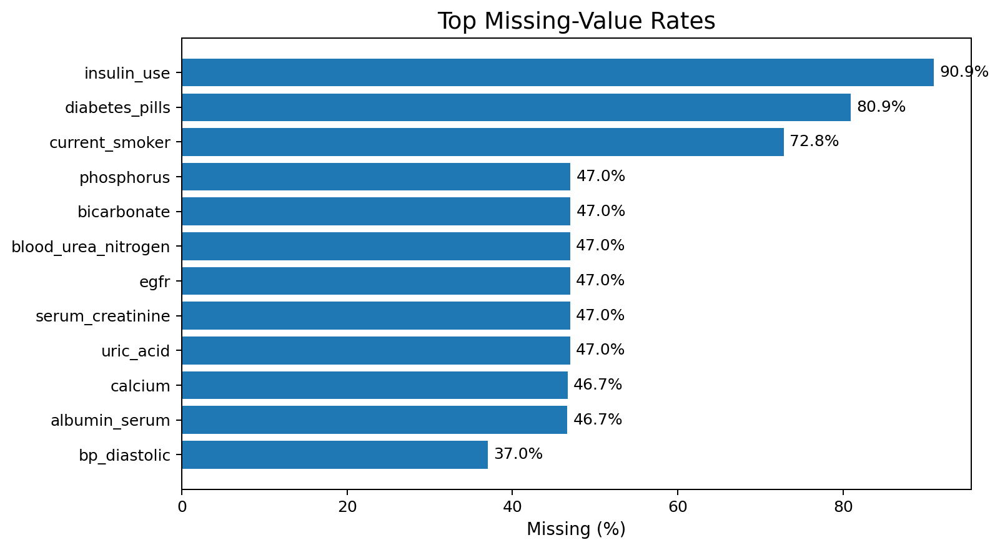 Top Missing-Value Rates
insulin_use 90.9%
diabetes_pills 80.9%
current_smoker 72.8%
phosphorus 47.0%
bicarbonate 47.0%
blood_urea_nitrogen 47.0%
egfr 47.0%
serum_creatinine 47.0%
uric_acid 47.0%
calcium 46.7%
albumin_serum 46.7%
bp_diastolic 37.0%
0 20 40 60 80
Missing (%)